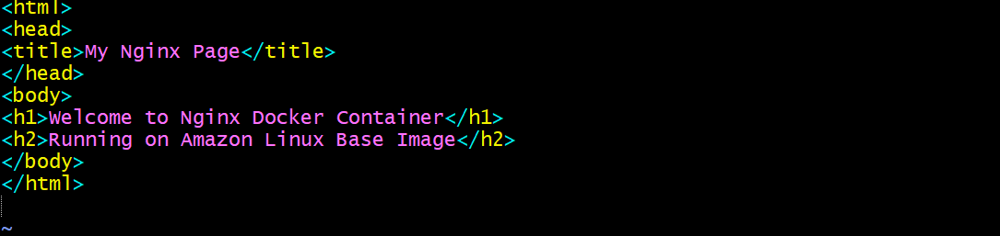 <html>
<head>
<title>My Nginx Page</title>
</head>
<body>
<h1>Welcome to Nginx Docker Container</h1>
<h2>Running on Amazon Linux Base Image</h2>
</body>
</html>
~